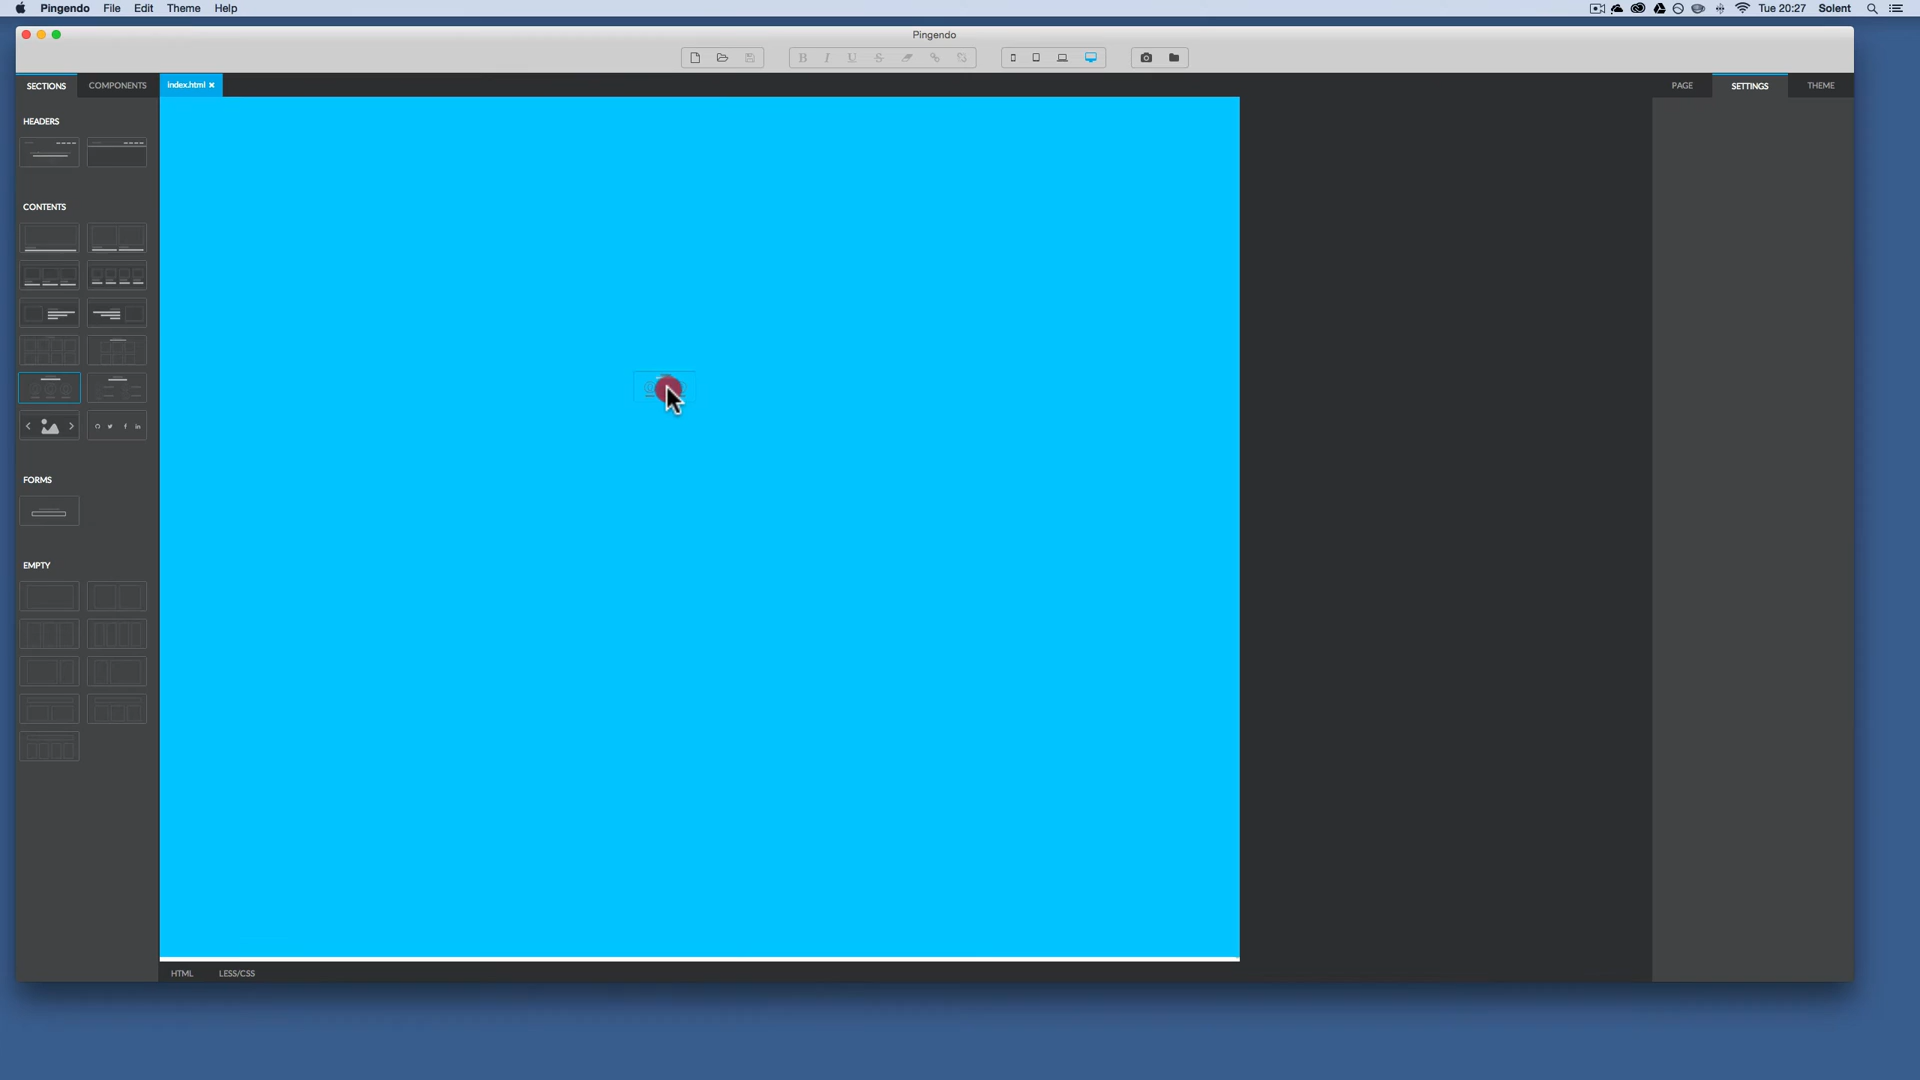 Pingendo File Edit Theme Help
Tue 20:27 Solent
Pingendo
SECTIONS COMPONENTS
index.html
PAGE SETTINGS THEME
HEADERS
CONTENTS
FORMS
EMPTY
HTML LESS/CSS